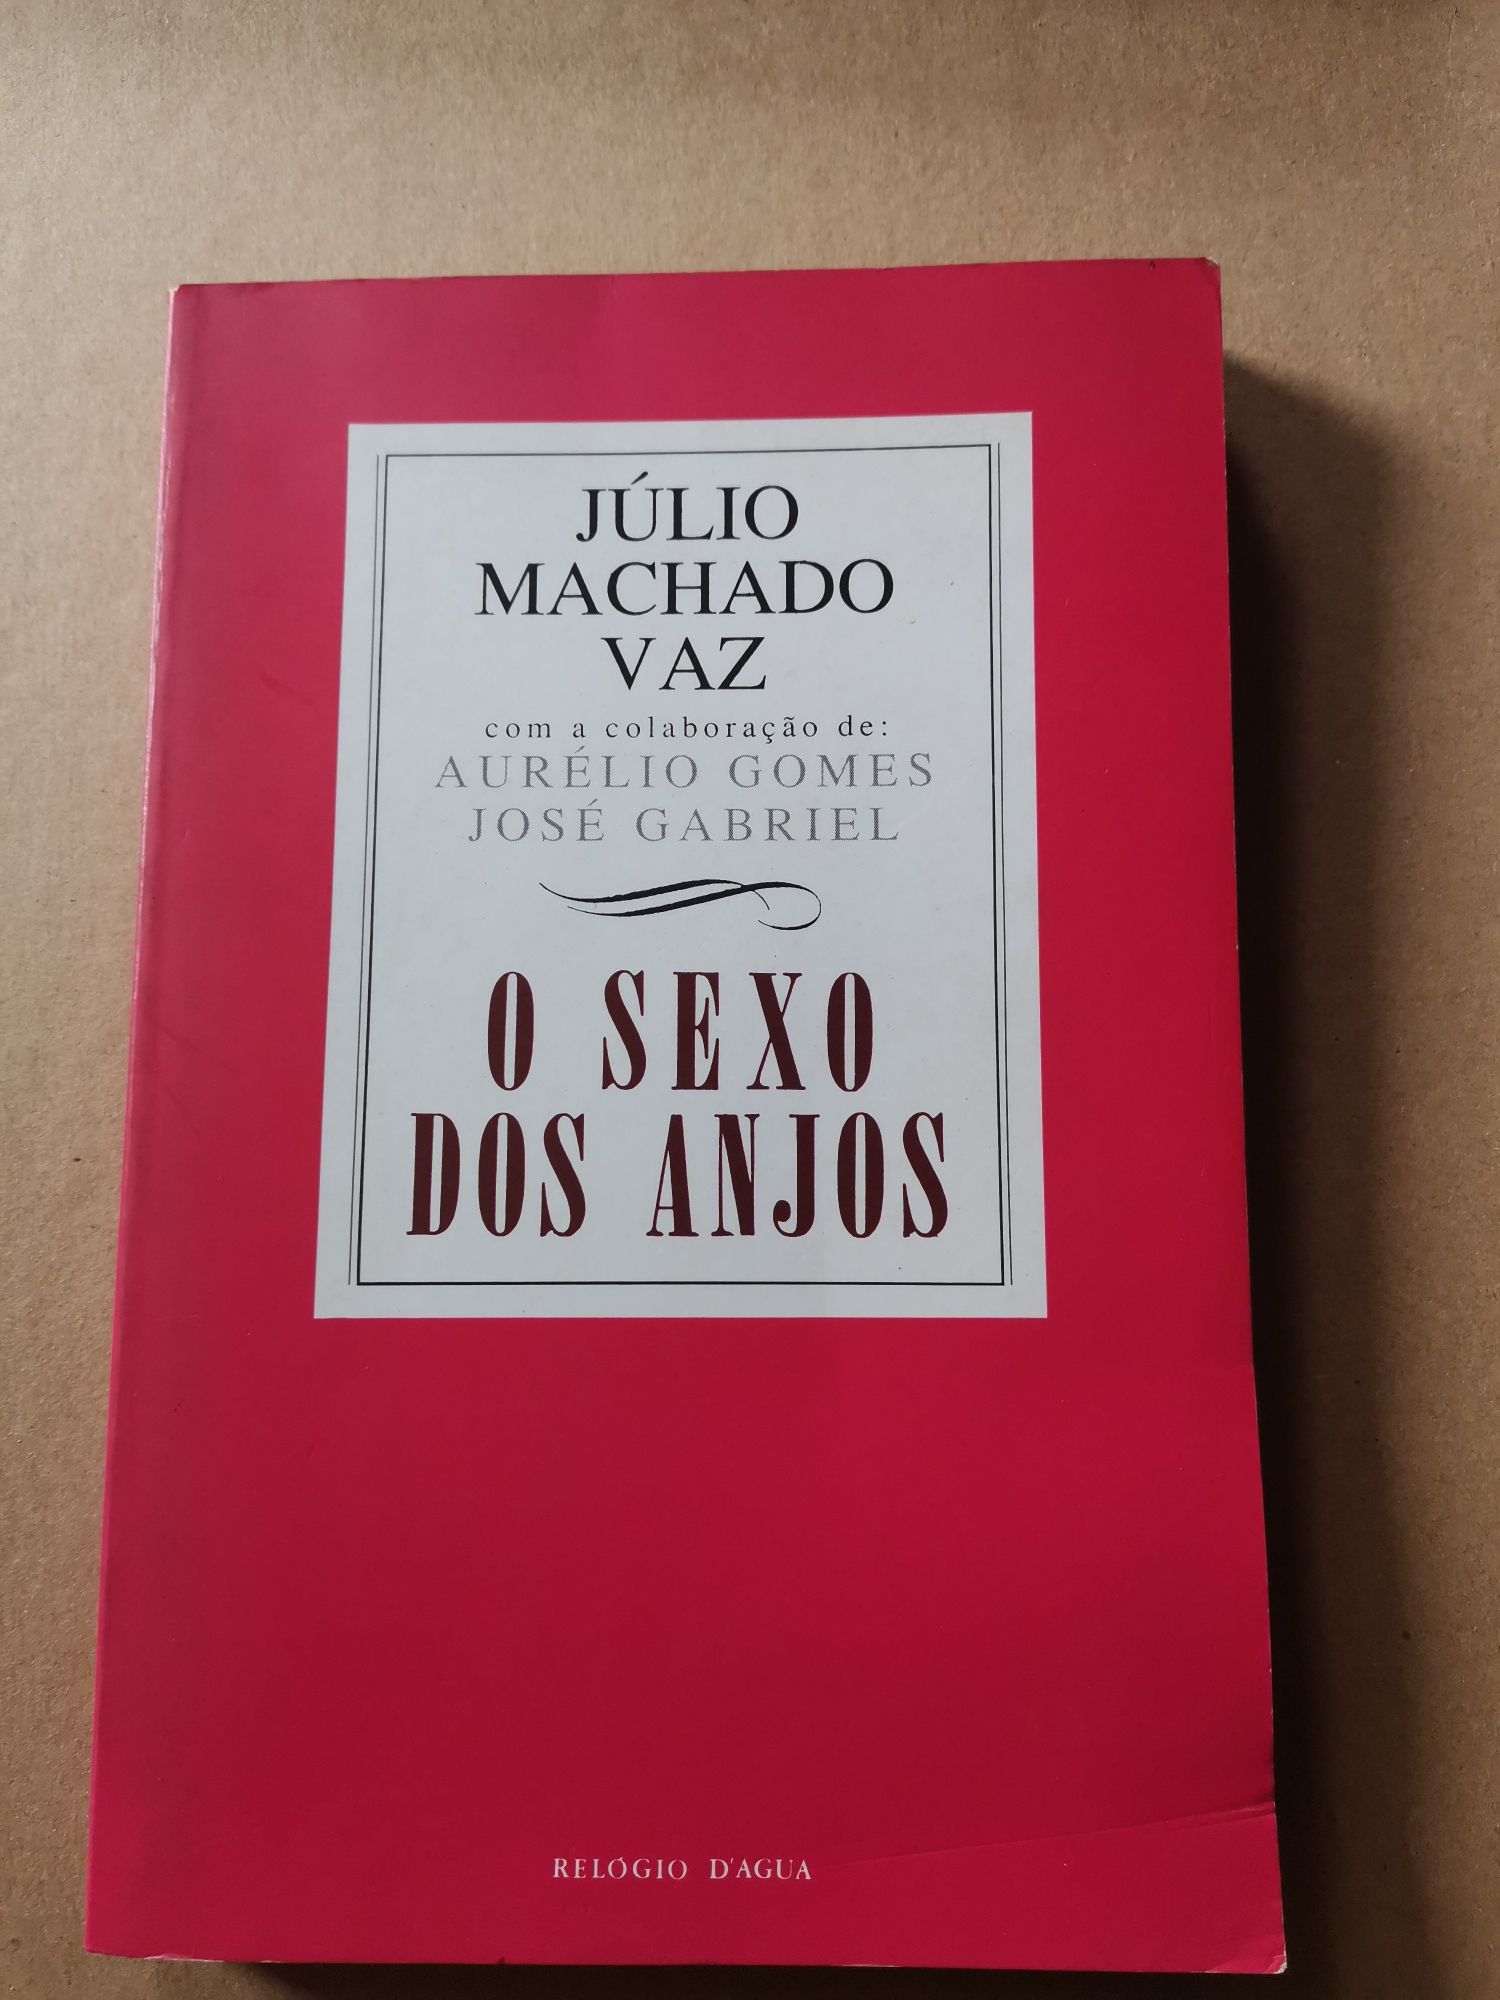 JÚLIO
MACHADO
VAZ
com a colaboração de:
AURÉLIO GOMES
JOSÉ GABRIEL
O SEXO
DOS ANJOS
RELÓGIO D'AGUA